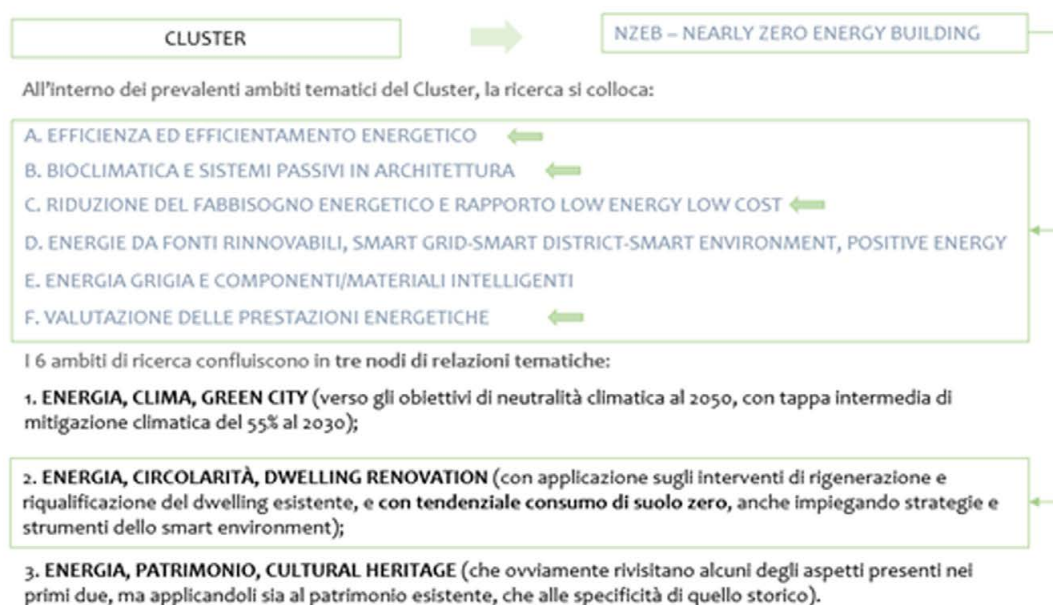 CLUSTER
NZEB – NEARLY ZERO ENERGY BUILDING
All'interno dei prevalenti ambiti tematici del Cluster, la ricerca si colloca:
A. EFFICIENZA ED EFFICIENTAMENTO ENERGETICO
B. BIOCLIMATICA E SISTEMI PASSIVI IN ARCHITETTURA
C. RIDUZIONE DEL FABBISOGNO ENERGETICO E RAPPORTO LOW ENERGY LOW COST
D. ENERGIE DA FONTI RINNOVABILI, SMART GRID-SMART DISTRICT-SMART ENVIRONMENT, POSITIVE ENERGY
E. ENERGIA GRIGIA E COMPONENTI/MATERIALI INTELLIGENTI
F. VALUTAZIONE DELLE PRESTAZIONI ENERGETICHE
I 6 ambiti di ricerca confluiscono in tre nodi di relazioni tematiche:
1. ENERGIA, CLIMA, GREEN CITY (verso gli obiettivi di neutralità climatica al 2050, con tappa intermedia di
mitigazione climatica del 55% al 2030);
2. ENERGIA, CIRCOLARITÀ, DWELLING RENOVATION (con applicazione sugli interventi di rigenerazione e
riqualificazione del dwelling esistente, e con tendenziale consumo di suolo zero, anche impiegando strategie e
strumenti dello smart environment);
3. ENERGIA, PATRIMONIO, CULTURAL HERITAGE (che ovviamente rivisitano alcuni degli aspetti presenti nei
primi due, ma applicandoli sia al patrimonio esistente, che alle specificità di quello storico).